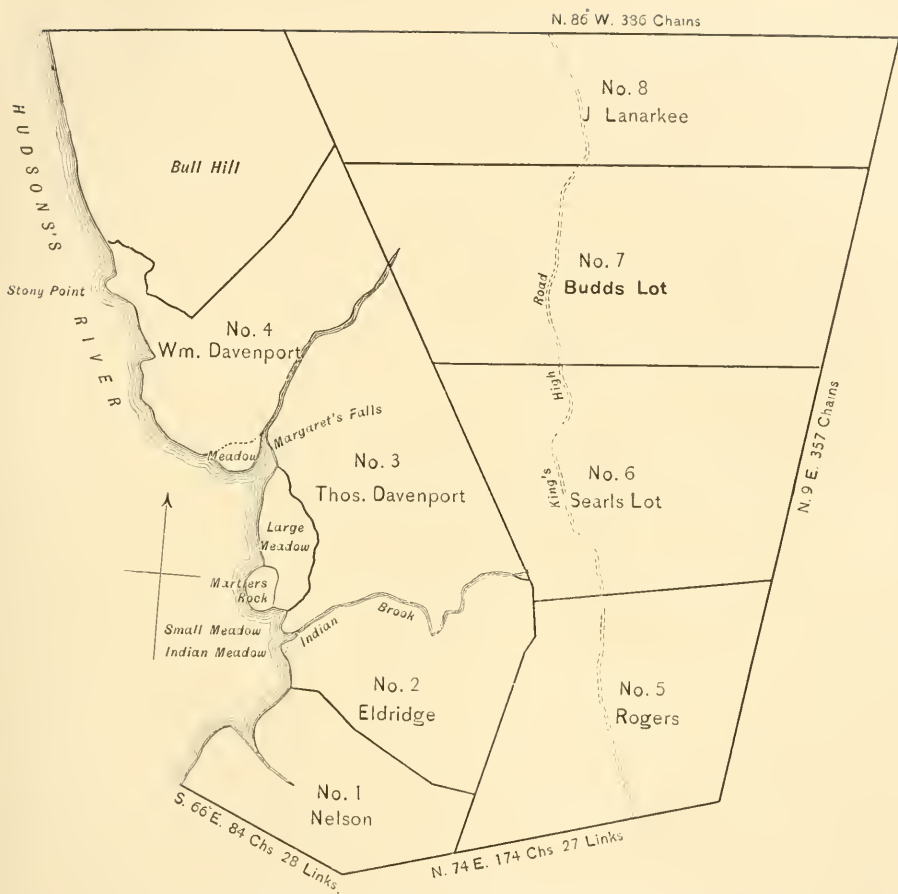 N. 86° W. 386 Chains
HUDSONS'S
RIVER
Bull Hill
Stony Point
No. 8
J Lanarkee
No. 7
Budds Lot
King's High Road
No. 4
Wm. Davenport
Margaret's Falls
Meadow
No. 3
Thos. Davenport
No. 6
Searls Lot
N. 9 E. 357 Chains
Large
Meadow
Martlers
Rock
Small Meadow
Indian Meadow
Indian Brook
No. 2
Eldridge
No. 5
Rogers
No. 1
Nelson
S. 66° E. 84 Chs 28 Links.
N. 74 E. 174 Chs 27 Links